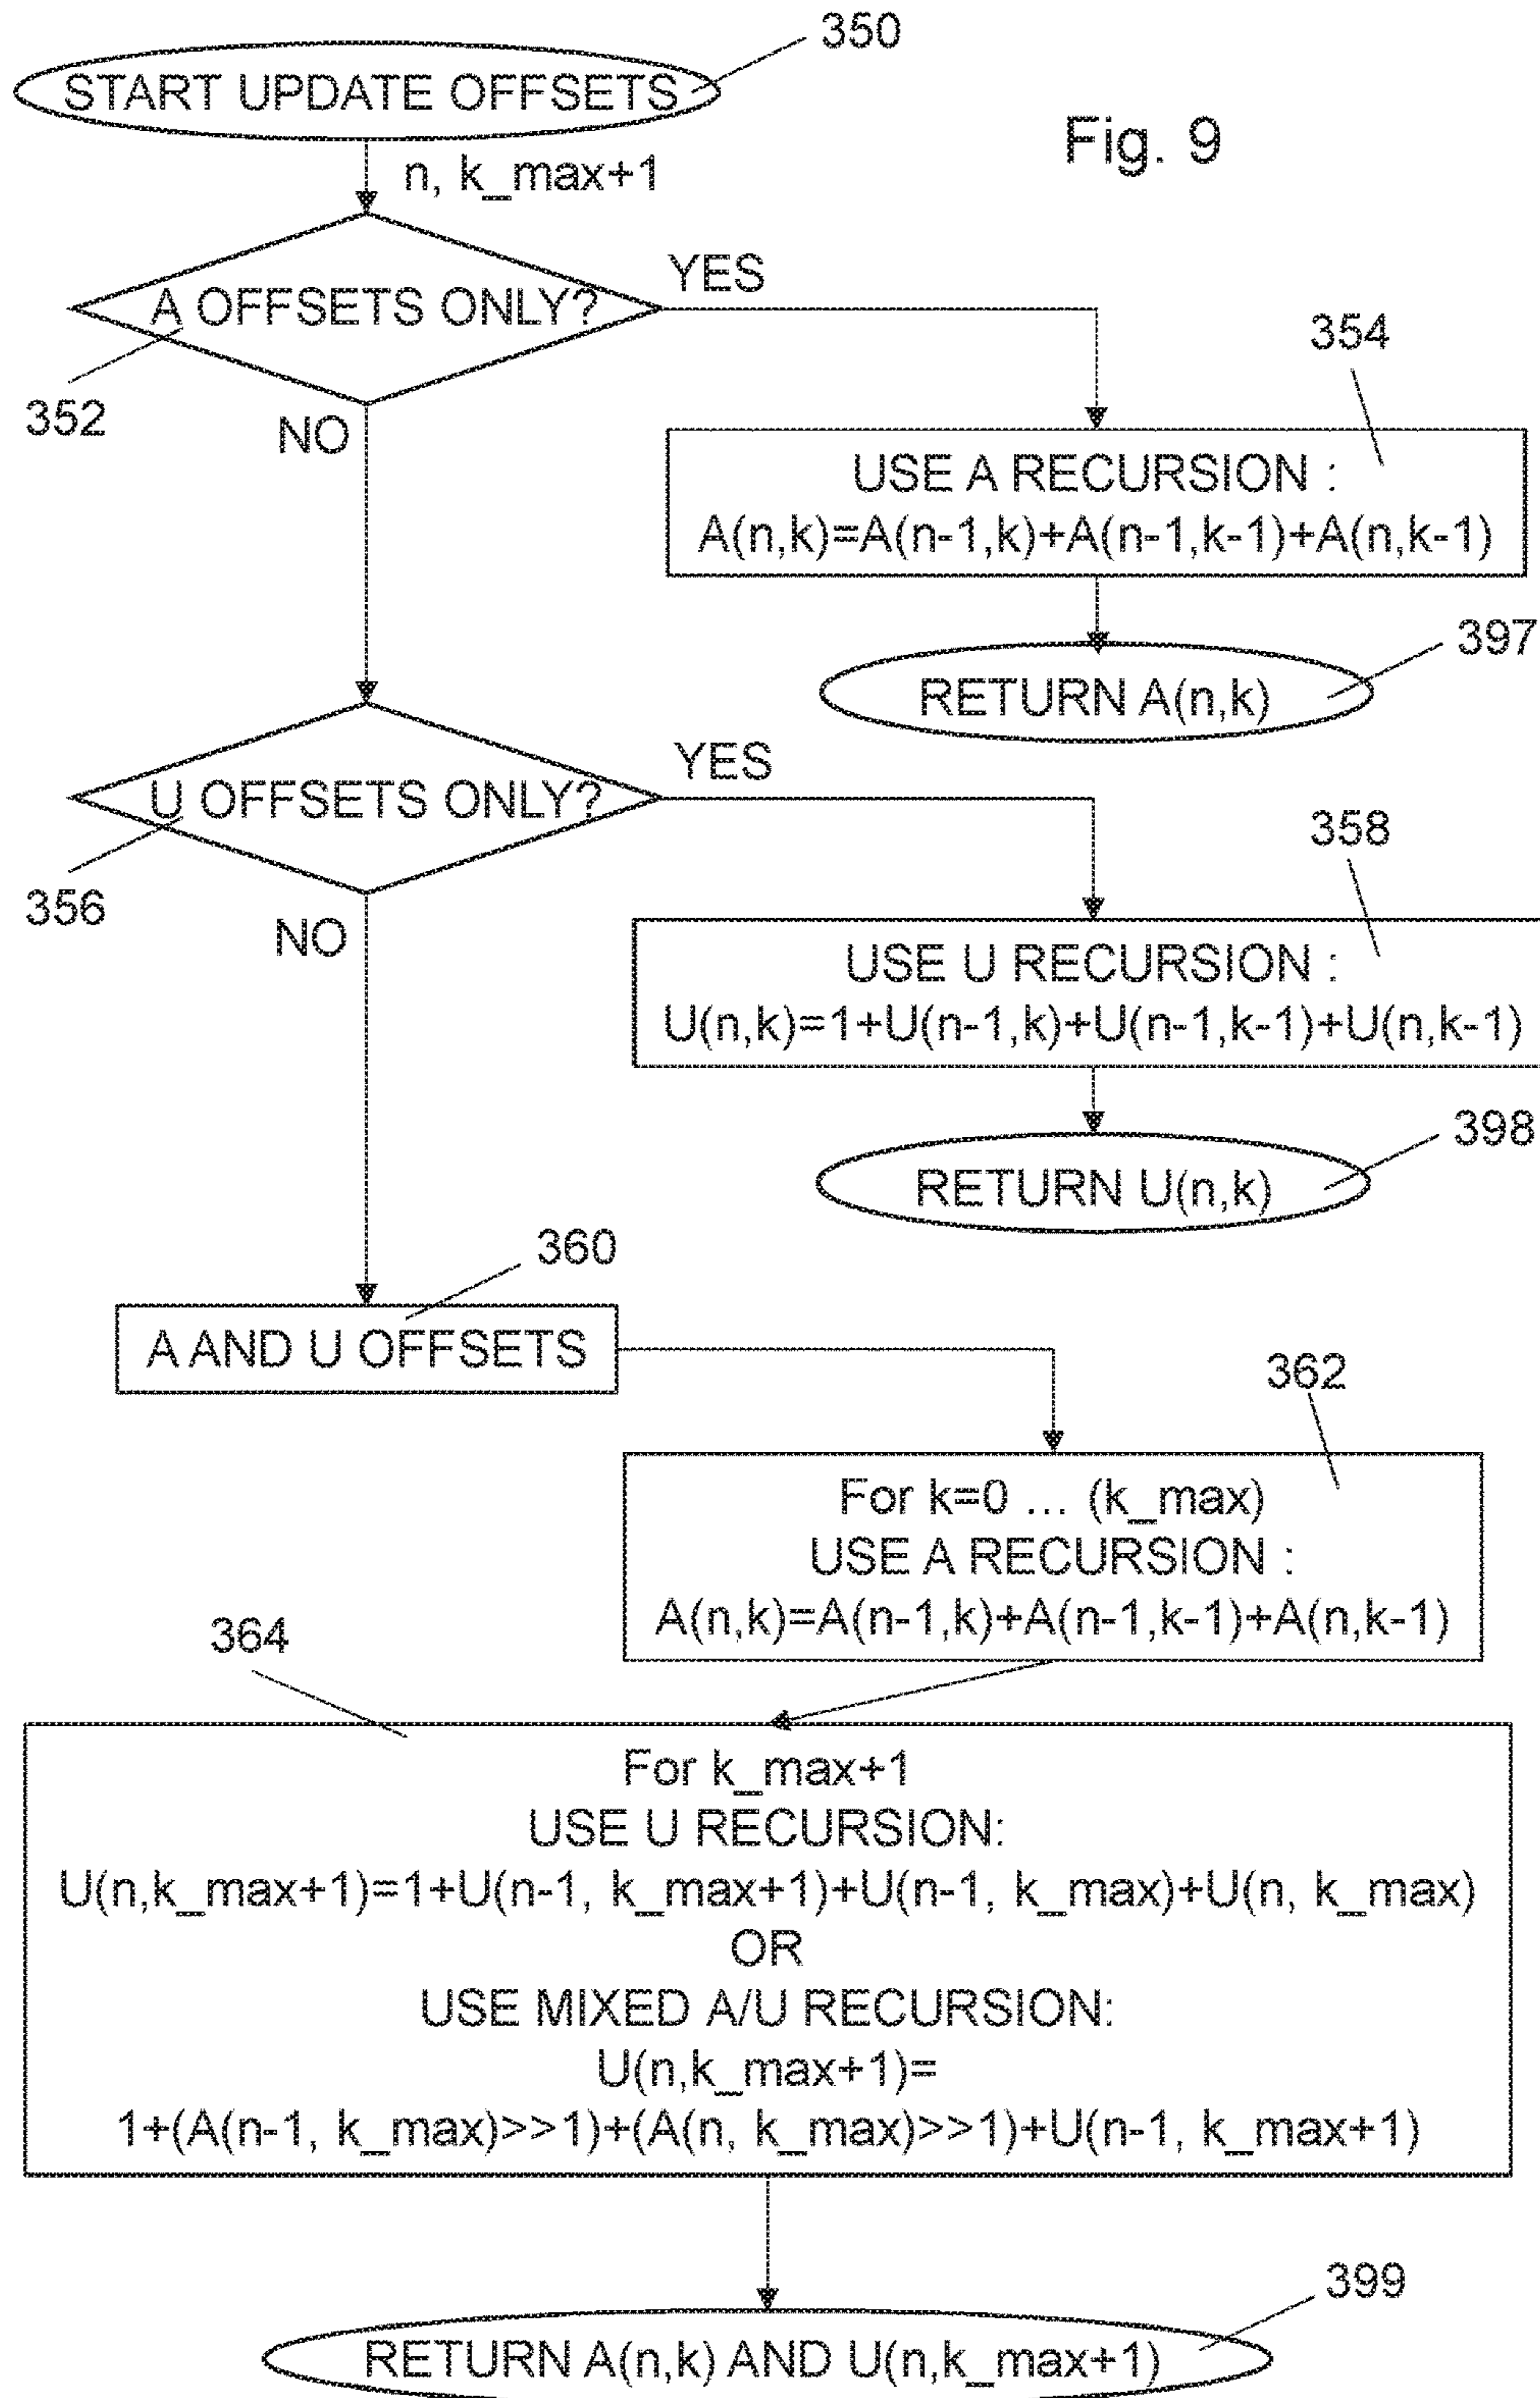 350
START UPDATE OFFSETS
Fig. 9
n, k_max+1
YES
A OFFSETS ONLY?
354
352
NO
USE A RECURSION :
A(n,k)=A(n-1,k)+A(n-1,k-1)+A(n,k-1)
397
RETURN A(n,k)
YES
U OFFSETS ONLY?
358
356
NO
USE U RECURSION :
U(n,k)=1+U(n-1,k)+U(n-1,k-1)+U(n,k-1)
398
RETURN U(n,k)
360
A AND U OFFSETS
362
For k=0 ... (k_max)
USE A RECURSION :
A(n,k)=A(n-1,k)+A(n-1,k-1)+A(n,k-1)
364
For k_max+1
USE U RECURSION:
U(n,k_max+1)=1+U(n-1, k_max+1)+U(n-1, k_max)+U(n, k_max)
OR
USE MIXED A/U RECURSION:
U(n,k_max+1)=
1+(A(n-1, k_max)>>1)+(A(n, k_max)>>1)+U(n-1, k_max+1)
399
RETURN A(n,k) AND U(n,k_max+1)